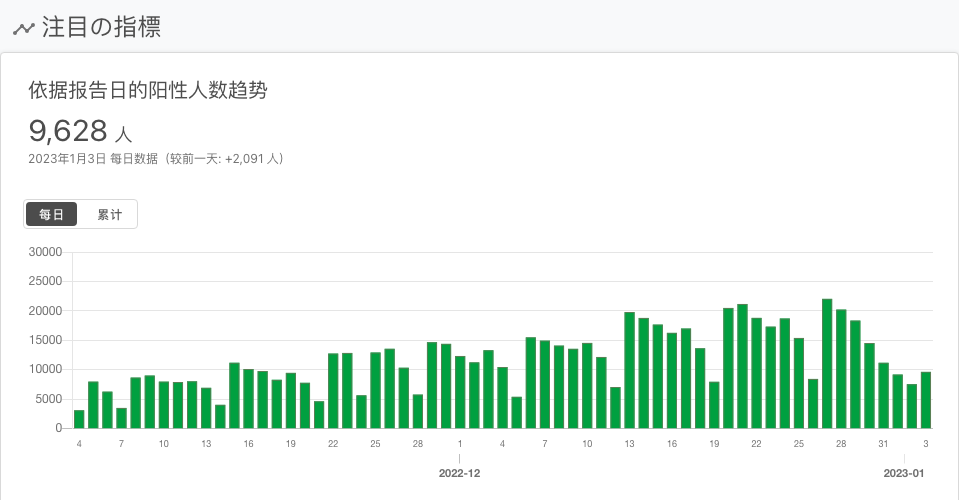 注目の指標
依据报告日的阳性人数趋势
9,628 人
2023年1月3日 每日数据（较前一天: +2,091 人）
每日 累计
30000
25000
20000
15000
10000
5000
0
4 7 10 13 16 19 22 25 28 1 4 7 10 13 16 19 22 25 28 31 3
2022-12 2023-01